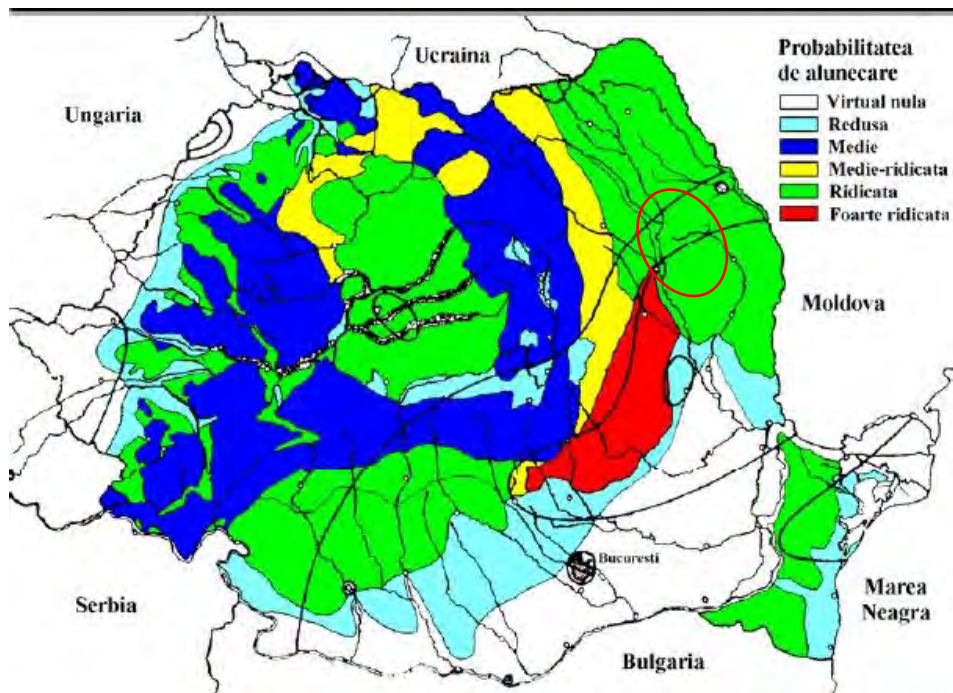 Ucraina
Probabilitatea
de alunecare
Ungaria
Virtual nula
Redusa
Medie
Medie-ridicata
Ridicata
Foarte ridicata
Moldova
Bucuresti
Serbia
Marea
Neagra
Bulgaria